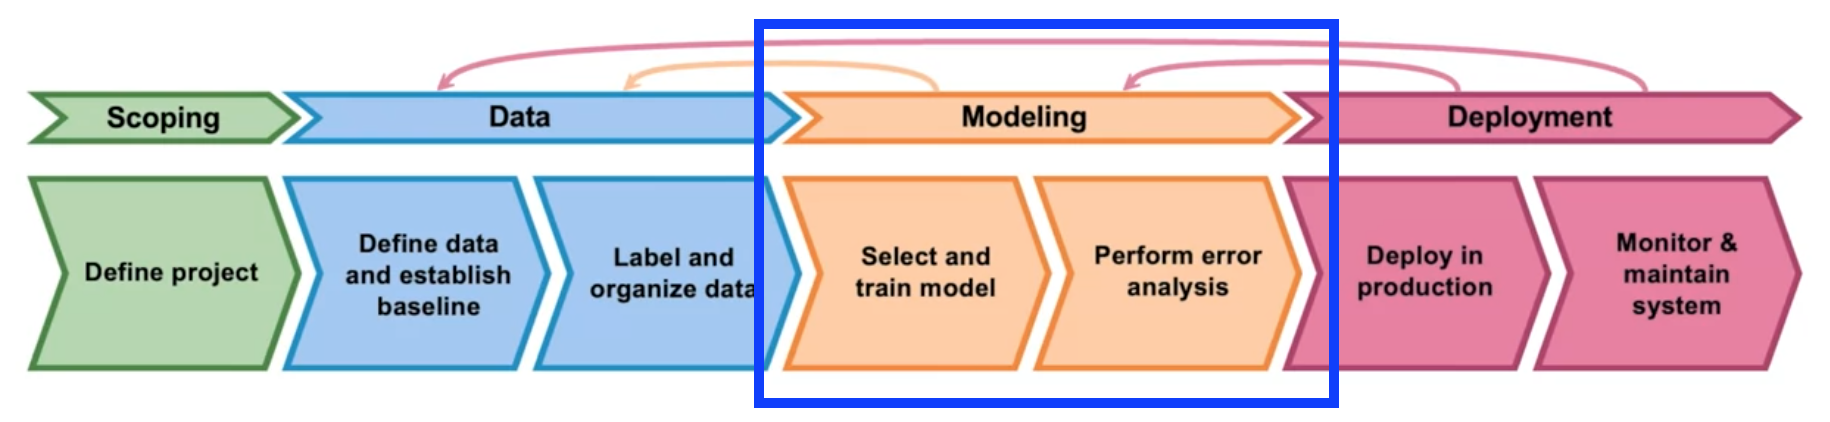 Scoping
Data
Modeling
Deployment
Define project
Define data
and establish
baseline
Label and
organize data
Select and
train model
Perform error
analysis
Deploy in
production
Monitor &
maintain
system